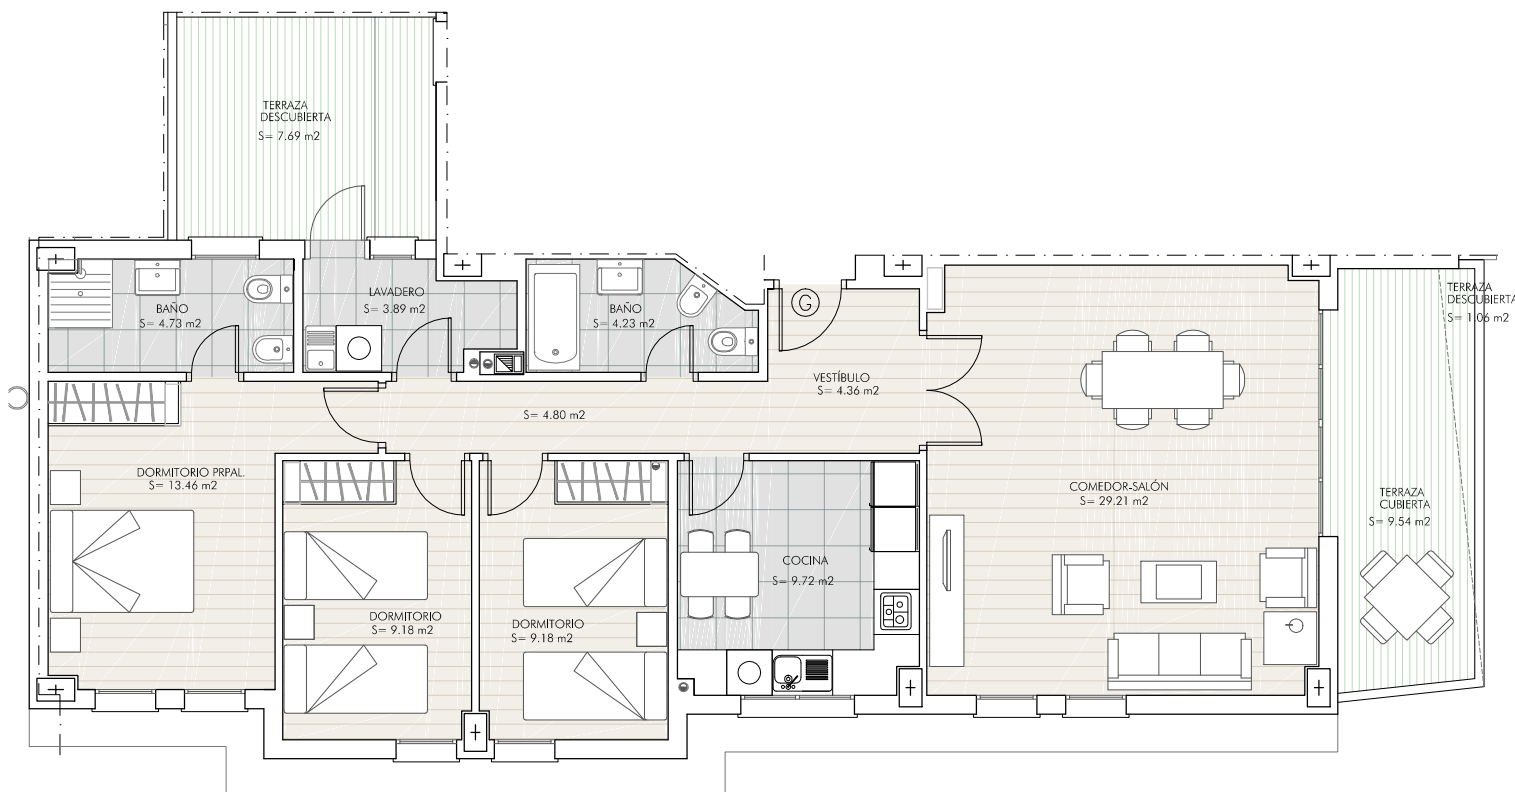 TERRAZA
DESCUBIERTA
S= 7.69 m2
BAÑO
S= 4.73 m2
LAVADERO
S= 3.89 m2
BAÑO
S= 4.23 m2
G
VESTÍBULO
S= 4.36 m2
S= 4.80 m2
TERRAZA
DESCUBIERTA
S= 1.06 m2
DORMITORIO PRPAL.
S= 13.46 m2
COMEDOR-SALÓN
S= 29.21 m2
TERRAZA
CUBIERTA
S= 9.54 m2
COCINA
S= 9.72 m2
DORMITORIO
S= 9.18 m2
DORMITORIO
S= 9.18 m2